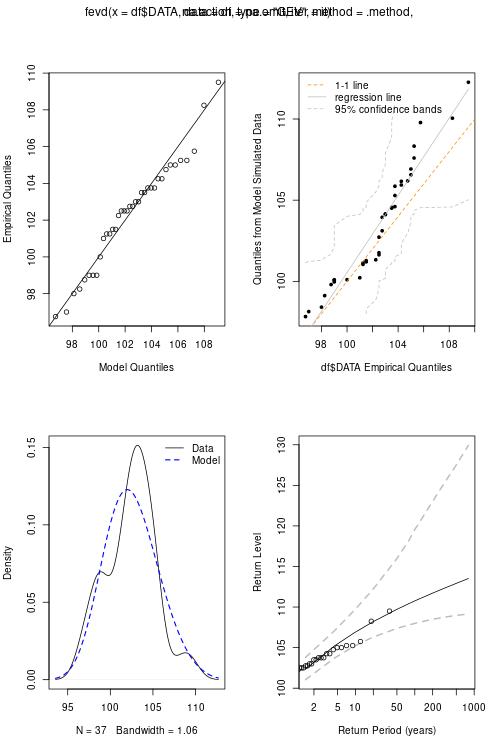 fevd(x = df$DATA, method = .method,
98 100 102 104 106 108 110
Empirical Quantiles
98 100 102 104 106 108
Model Quantiles
1-1 line
regression line
95% confidence bands
100 105 110
Quantiles from Model Simulated Data
98 100 104 108
df$DATA Empirical Quantiles
Data
Model
0.00 0.05 0.10 0.15
Density
95 100 105 110
N = 37 Bandwidth = 1.06
100 105 110 115 120 125 130
Return Level
2 5 10 50 200 1000
Return Period (years)